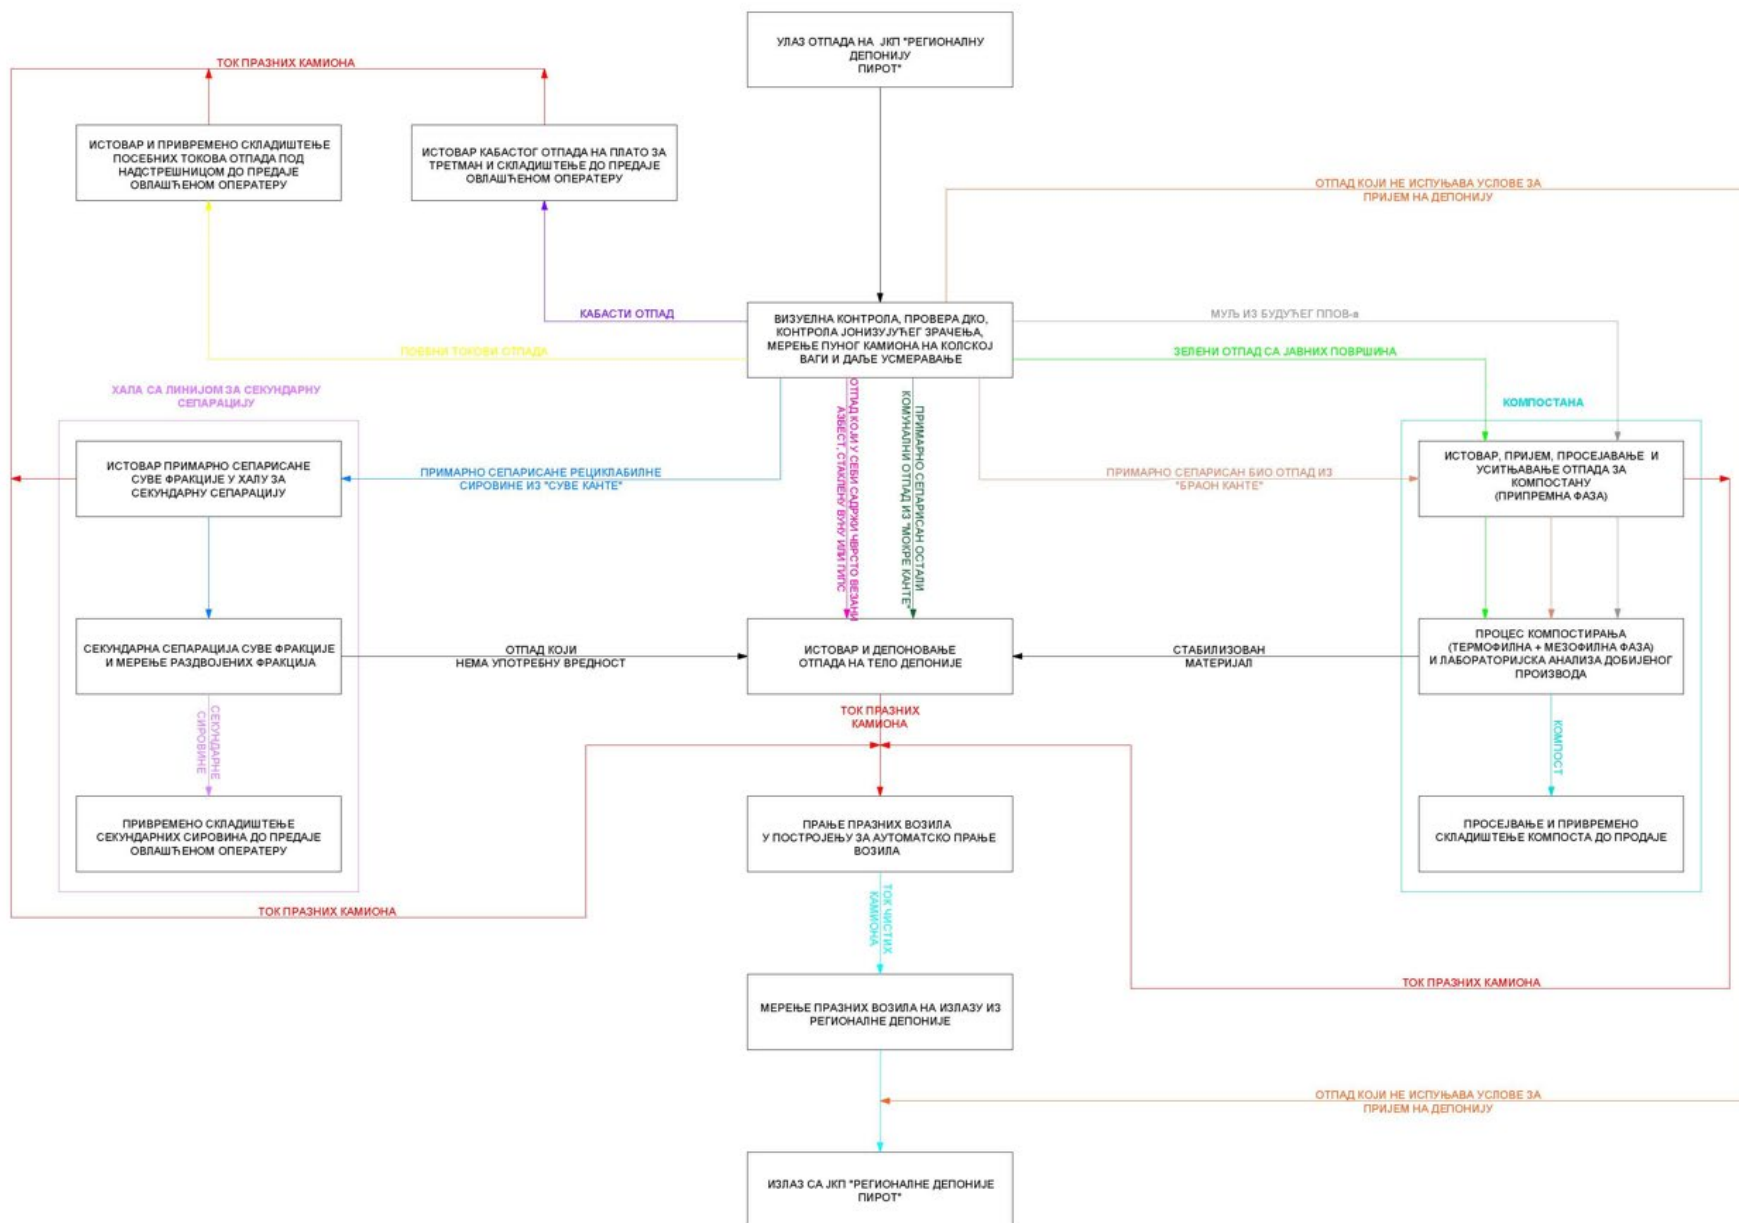 УЛАЗ ОТПАДА НА ЈКП "РЕГИОНАЛНУ
ДЕПОНИЈУ
ПИРОТ"
ТОК ПРАЗНИХ КАМИОНА
ИСТОВАР И ПРИВРЕМЕНО СКЛАДИШТЕЊЕ
ПОСЕБНИХ ТОКОВА ОТПАДА ПОД
НАДСТРЕШНИЦОМ ДО ПРЕДАЈЕ
ОВЛАШЋЕНОМ ОПЕРАТЕРУ
ИСТОВАР КАБАСТОГ ОТПАДА НА ПЛАТО ЗА
ТРЕТМАН И СКЛАДИШТЕЊЕ ДО ПРЕДАЈЕ
ОВЛАШЋЕНОМ ОПЕРАТЕРУ
ОТПАД КОЈИ НЕ ИСПУЊАВА УСЛОВЕ ЗА
ПРИЈЕМ НА ДЕПОНИЈУ
КАБАСТИ ОТПАД
ПОЕБНИ ТОКОВИ ОТПАДА
ВИЗУЕЛНА КОНТРОЛА, ПРОВЕРА ДКО,
КОНТРОЛА ЈОНИЗУЈУЋЕГ ЗРАЧЕЊА,
МЕРЕЊЕ ПУНОГ КАМИОНА НА КОЛСКОЈ
ВАГИ И ДАЉЕ УСМЕРАВАЊЕ
МУЉ ИЗ БУДУЋЕГ ППОВ-а
ЗЕЛЕНИ ОТПАД СА ЈАВНИХ ПОВРШИНА
ХАЛА СА ЛИНИЈОМ ЗА СЕКУНДАРНУ
СЕПАРАЦИЈУ
КОМПОСТАНА
ИСТОВАР ПРИМАРНО СЕПАРИСАНЕ
СУВЕ ФРАКЦИЈЕ У ХАЛУ ЗА
СЕКУНДАРНУ СЕПАРАЦИЈУ
ПРИМАРНО СЕПАРИСАНЕ РЕЦИКЛАБИЛНЕ
СИРОВИНЕ ИЗ "СУВЕ КАНТЕ"
ОТПАД КОЈИ У СЕБИ САДРЖИ ЧВРСТО ВЕЗАНИ
АЗБЕСТ, СТАКЛЕНУ ВУНУ ИЛИ ГИПС
ПРИМАРНО СЕПАРИСАН ОСТАЛИ
КОМУНАЛНИ ОТПАД ИЗ "МОКРЕ КАНТЕ"
ПРИМАРНО СЕПАРИСАН БИО ОТПАД ИЗ
"БРАОН КАНТЕ"
ИСТОВАР, ПРИЈЕМ, ПРОСЕЈАВАЊЕ И
УСИТЊАВАЊЕ ОТПАДА ЗА
КОМПОСТАНУ
(ПРИПРЕМНА ФАЗА)
СЕКУНДАРНА СЕПАРАЦИЈА СУВЕ ФРАКЦИЈЕ
И МЕРЕЊЕ РАЗДВОЈЕНИХ ФРАКЦИЈА
ОТПАД КОЈИ
НЕМА УПОТРЕБНУ ВРЕДНОСТ
ИСТОВАР И ДЕПОНОВАЊЕ
ОТПАДА НА ТЕЛО ДЕПОНИЈЕ
СТАБИЛИЗОВАН
МАТЕРИЈАЛ
ПРОЦЕС КОМПОСТИРАЊА
(ТЕРМОФИЛНА + МЕЗОФИЛНА ФАЗА)
И ЛАБОРАТОРИЈСКА АНАЛИЗА ДОБИЈЕНОГ
ПРОИЗВОДА
СЕКУНДАРНЕ
СИРОВИНЕ
ТОК ПРАЗНИХ
КАМИОНА
КОМПОСТ
ПРИВРЕМЕНО СКЛАДИШТЕЊЕ
СЕКУНДАРНИХ СИРОВИНА ДО ПРЕДАЈЕ
ОВЛАШЋЕНОМ ОПЕРАТЕРУ
ПРАЊЕ ПРАЗНИХ ВОЗИЛА
У ПОСТРОЈЕЊУ ЗА АУТОМАТСКО ПРАЊЕ
ВОЗИЛА
ПРОСЕЈВАЊЕ И ПРИВРЕМЕНО
СКЛАДИШТЕЊЕ КОМПОСТА ДО ПРОДАЈЕ
ТОК ПРАЗНИХ КАМИОНА
ТОК ЧИСТИХ
КАМИОНА
ТОК ПРАЗНИХ КАМИОНА
МЕРЕЊЕ ПРАЗНИХ ВОЗИЛА НА ИЗЛАЗУ ИЗ
РЕГИОНАЛНЕ ДЕПОНИЈЕ
ОТПАД КОЈИ НЕ ИСПУЊАВА УСЛОВЕ ЗА
ПРИЈЕМ НА ДЕПОНИЈУ
ИЗЛАЗ СА ЈКП "РЕГИОНАЛНЕ ДЕПОНИЈЕ
ПИРОТ"